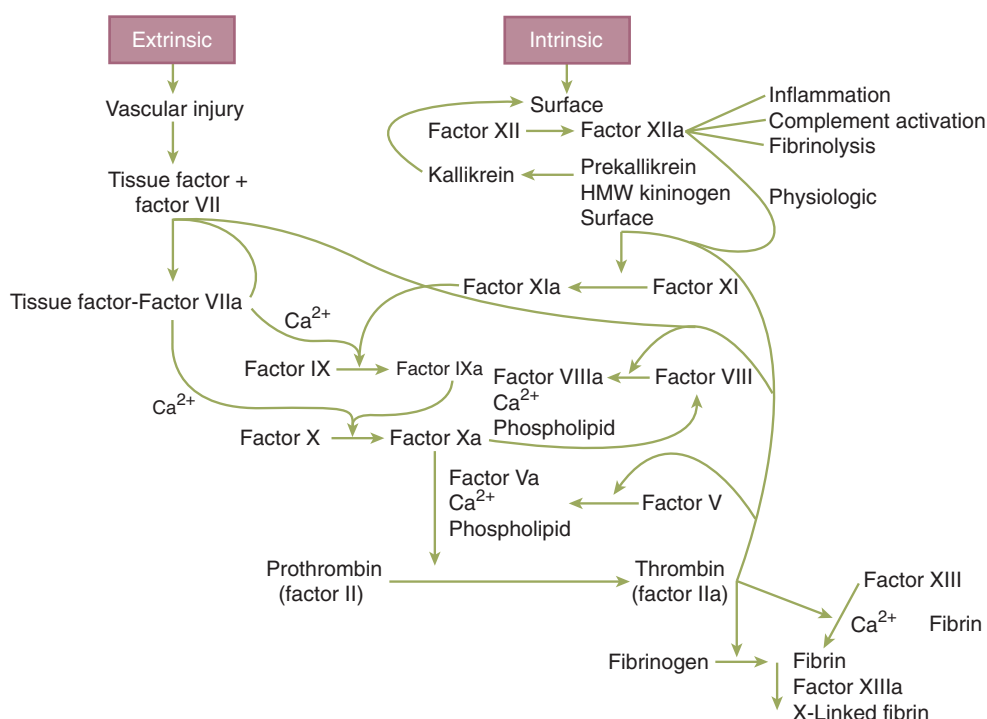 Extrinsic
Intrinsic
Vascular injury
Surface
Inflammation
Factor XII
Factor XIIa
Complement activation
Fibrinolysis
Tissue factor +
factor VII
Kallikrein
Prekallikrein
HMW kininogen
Surface
Physiologic
Tissue factor-Factor VIIa
Factor XIa
Factor XI
Ca2+
Factor IX
Factor IXa
Factor VIIIa
Ca2+
Phospholipid
Factor VIII
Ca2+
Factor X
Factor Xa
Factor Va
Ca2+
Phospholipid
Factor V
Prothrombin
(factor II)
Thrombin
(factor IIa)
Factor XIII
Ca2+
Fibrin
Fibrinogen
Fibrin
Factor XIIIa
X-Linked fibrin